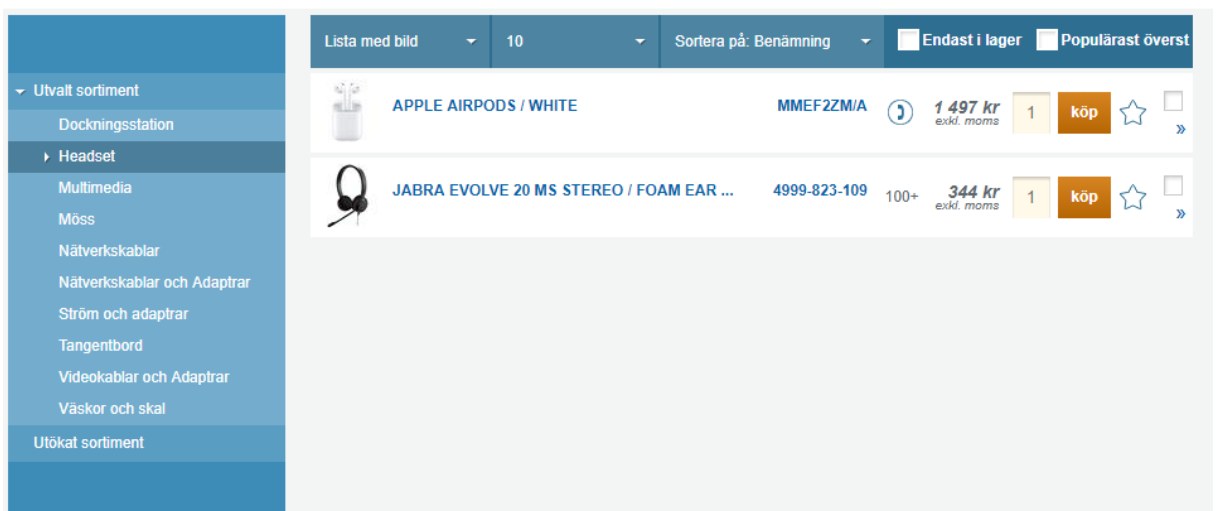 Lista med bild
10
Sortera på: Benämning
Endast i lager
Populärast överst
Utvalt sortiment
Dockningsstation
Headset
Multimedia
Möss
Nätverkskablar
Nätverkskablar och Adaptrar
Ström och adaptrar
Tangentbord
Videokablar och Adaptrar
Väskor och skal
Utökat sortiment
APPLE AIRPODS / WHITE
MMEF2ZM/A
1 497 kr
exkl. moms
1
köp
»
JABRA EVOLVE 20 MS STEREO / FOAM EAR ...
4999-823-109
100+
344 kr
exkl. moms
1
köp
»